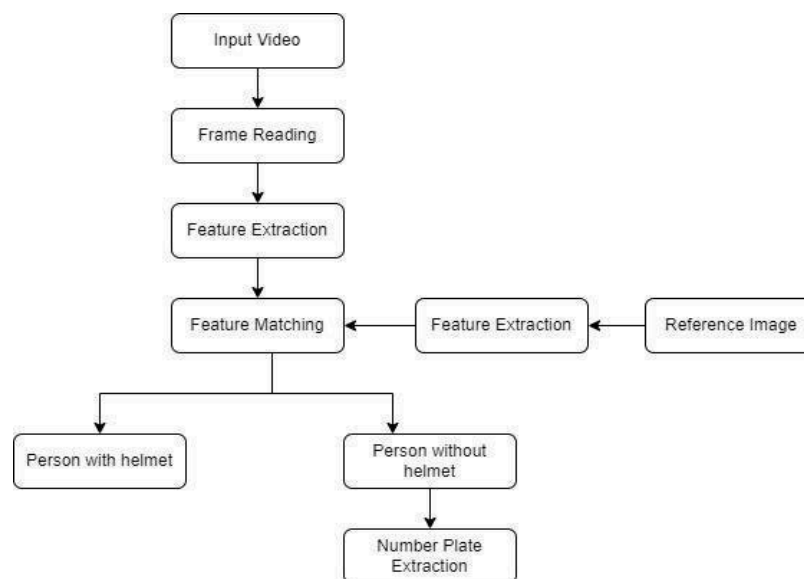 Input Video
Frame Reading
Feature Extraction
Feature Matching
Feature Extraction
Reference Image
Person with helmet
Person without
helmet
Number Plate
Extraction